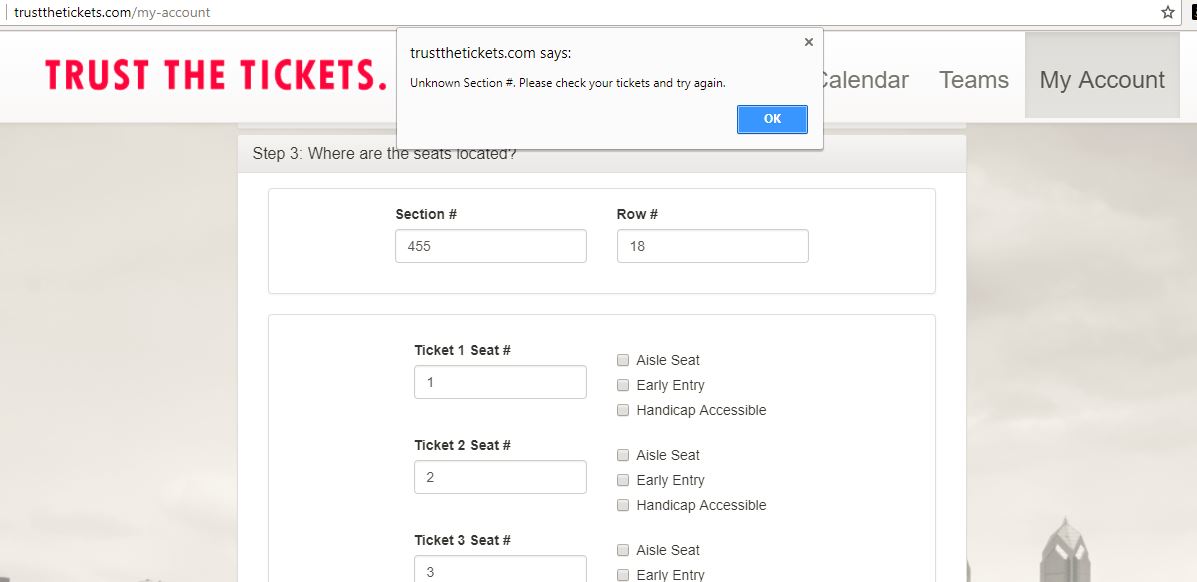 trustthetickets.com/my-account
TRUST THE TICKETS.
trustthetickets.com says:
Unknown Section #. Please check your tickets and try again.
OK
Calendar
Teams
My Account
Step 3: Where are the seats located?
Section #
Row #
455
18
Ticket 1 Seat #
1
Aisle Seat
Early Entry
Handicap Accessible
Ticket 2 Seat #
2
Aisle Seat
Early Entry
Handicap Accessible
Ticket 3 Seat #
3
Aisle Seat
Early Entry